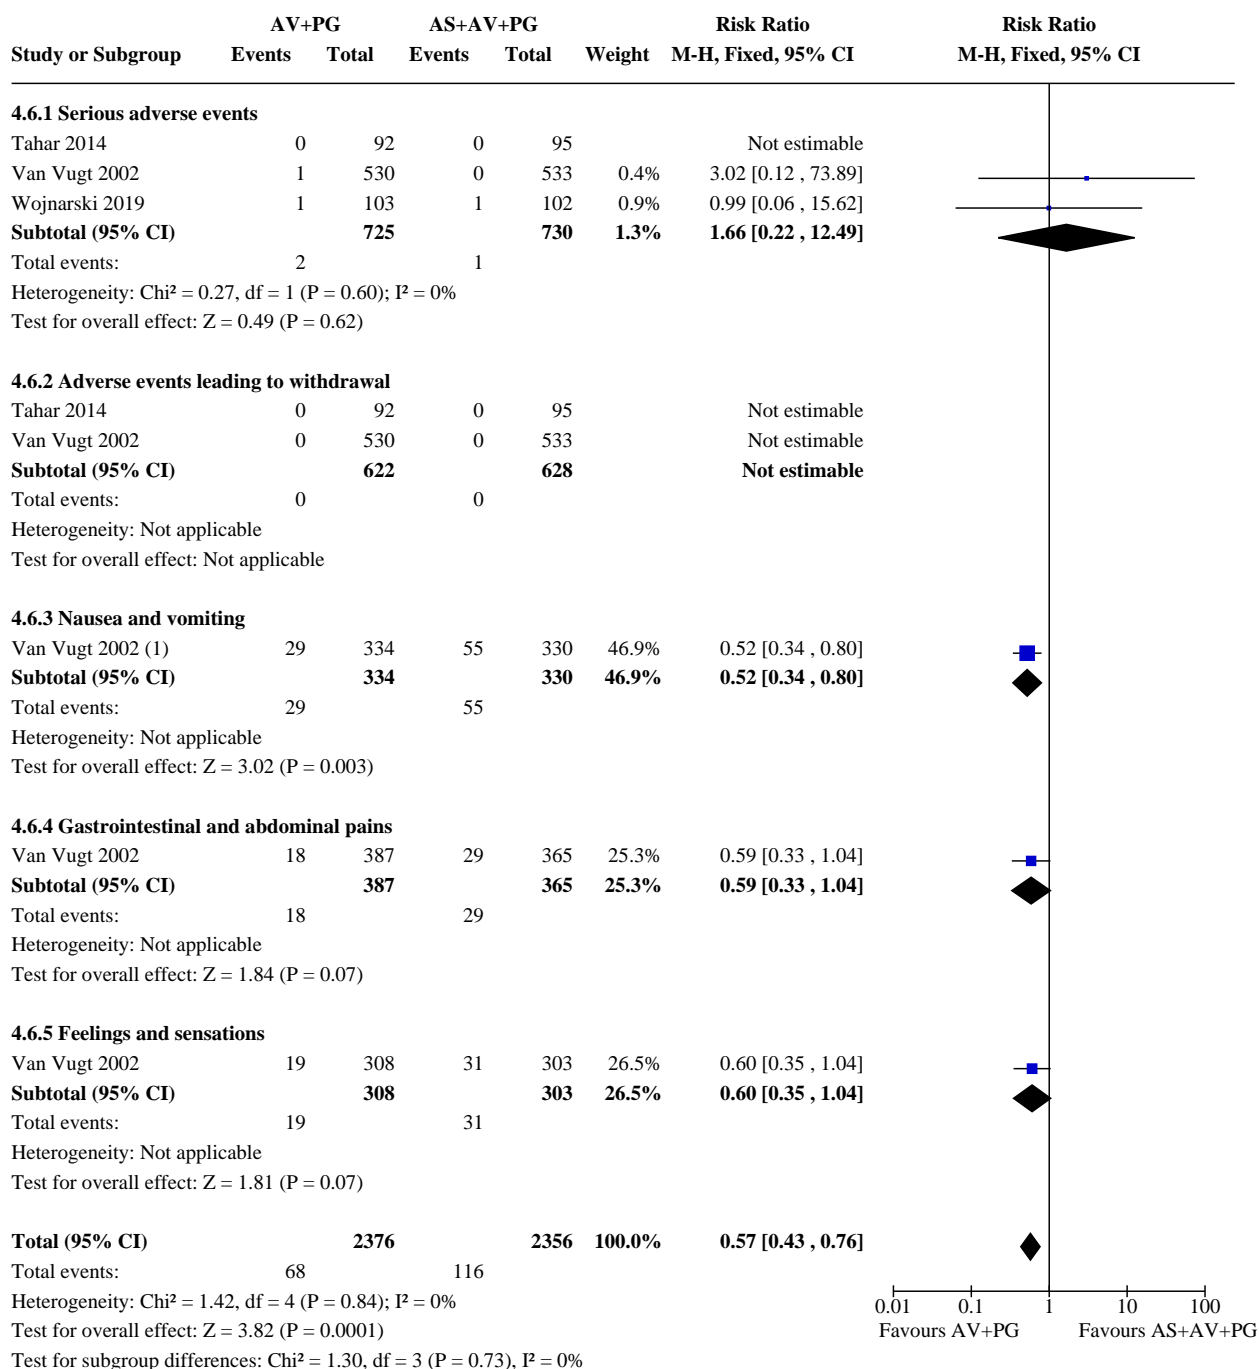 AV+PG AS+AV+PG Risk Ratio Risk Ratio
Study or Subgroup Events Total Events Total Weight M-H, Fixed, 95% CI M-H, Fixed, 95% CI
4.6.1 Serious adverse events
Tahar 2014 0 92 0 95 Not estimable
Van Vugt 2002 1 530 0 533 0.4% 3.02 [0.12 , 73.89]
Wojnarski 2019 1 103 1 102 0.9% 0.99 [0.06 , 15.62]
Subtotal (95% CI) 725 730 1.3% 1.66 [0.22 , 12.49]
Total events: 2 1
Heterogeneity: Chi² = 0.27, df = 1 (P = 0.60); I² = 0%
Test for overall effect: Z = 0.49 (P = 0.62)
4.6.2 Adverse events leading to withdrawal
Tahar 2014 0 92 0 95 Not estimable
Van Vugt 2002 0 530 0 533 Not estimable
Subtotal (95% CI) 622 628 Not estimable
Total events: 0 0
Heterogeneity: Not applicable
Test for overall effect: Not applicable
4.6.3 Nausea and vomiting
Van Vugt 2002 (1) 29 334 55 330 46.9% 0.52 [0.34 , 0.80]
Subtotal (95% CI) 334 330 46.9% 0.52 [0.34 , 0.80]
Total events: 29 55
Heterogeneity: Not applicable
Test for overall effect: Z = 3.02 (P = 0.003)
4.6.4 Gastrointestinal and abdominal pains
Van Vugt 2002 18 387 29 365 25.3% 0.59 [0.33 , 1.04]
Subtotal (95% CI) 387 365 25.3% 0.59 [0.33 , 1.04]
Total events: 18 29
Heterogeneity: Not applicable
Test for overall effect: Z = 1.84 (P = 0.07)
4.6.5 Feelings and sensations
Van Vugt 2002 19 308 31 303 26.5% 0.60 [0.35 , 1.04]
Subtotal (95% CI) 308 303 26.5% 0.60 [0.35 , 1.04]
Total events: 19 31
Heterogeneity: Not applicable
Test for overall effect: Z = 1.81 (P = 0.07)
Total (95% CI) 2376 2356 100.0% 0.57 [0.43 , 0.76]
Total events: 68 116
Heterogeneity: Chi² = 1.42, df = 4 (P = 0.84); I² = 0%
0.01 0.1 1 10 100
Test for overall effect: Z = 3.82 (P = 0.0001)
Favours AV+PG Favours AS+AV+PG
Test for subgroup differences: Chi² = 1.30, df = 3 (P = 0.73), I² = 0%